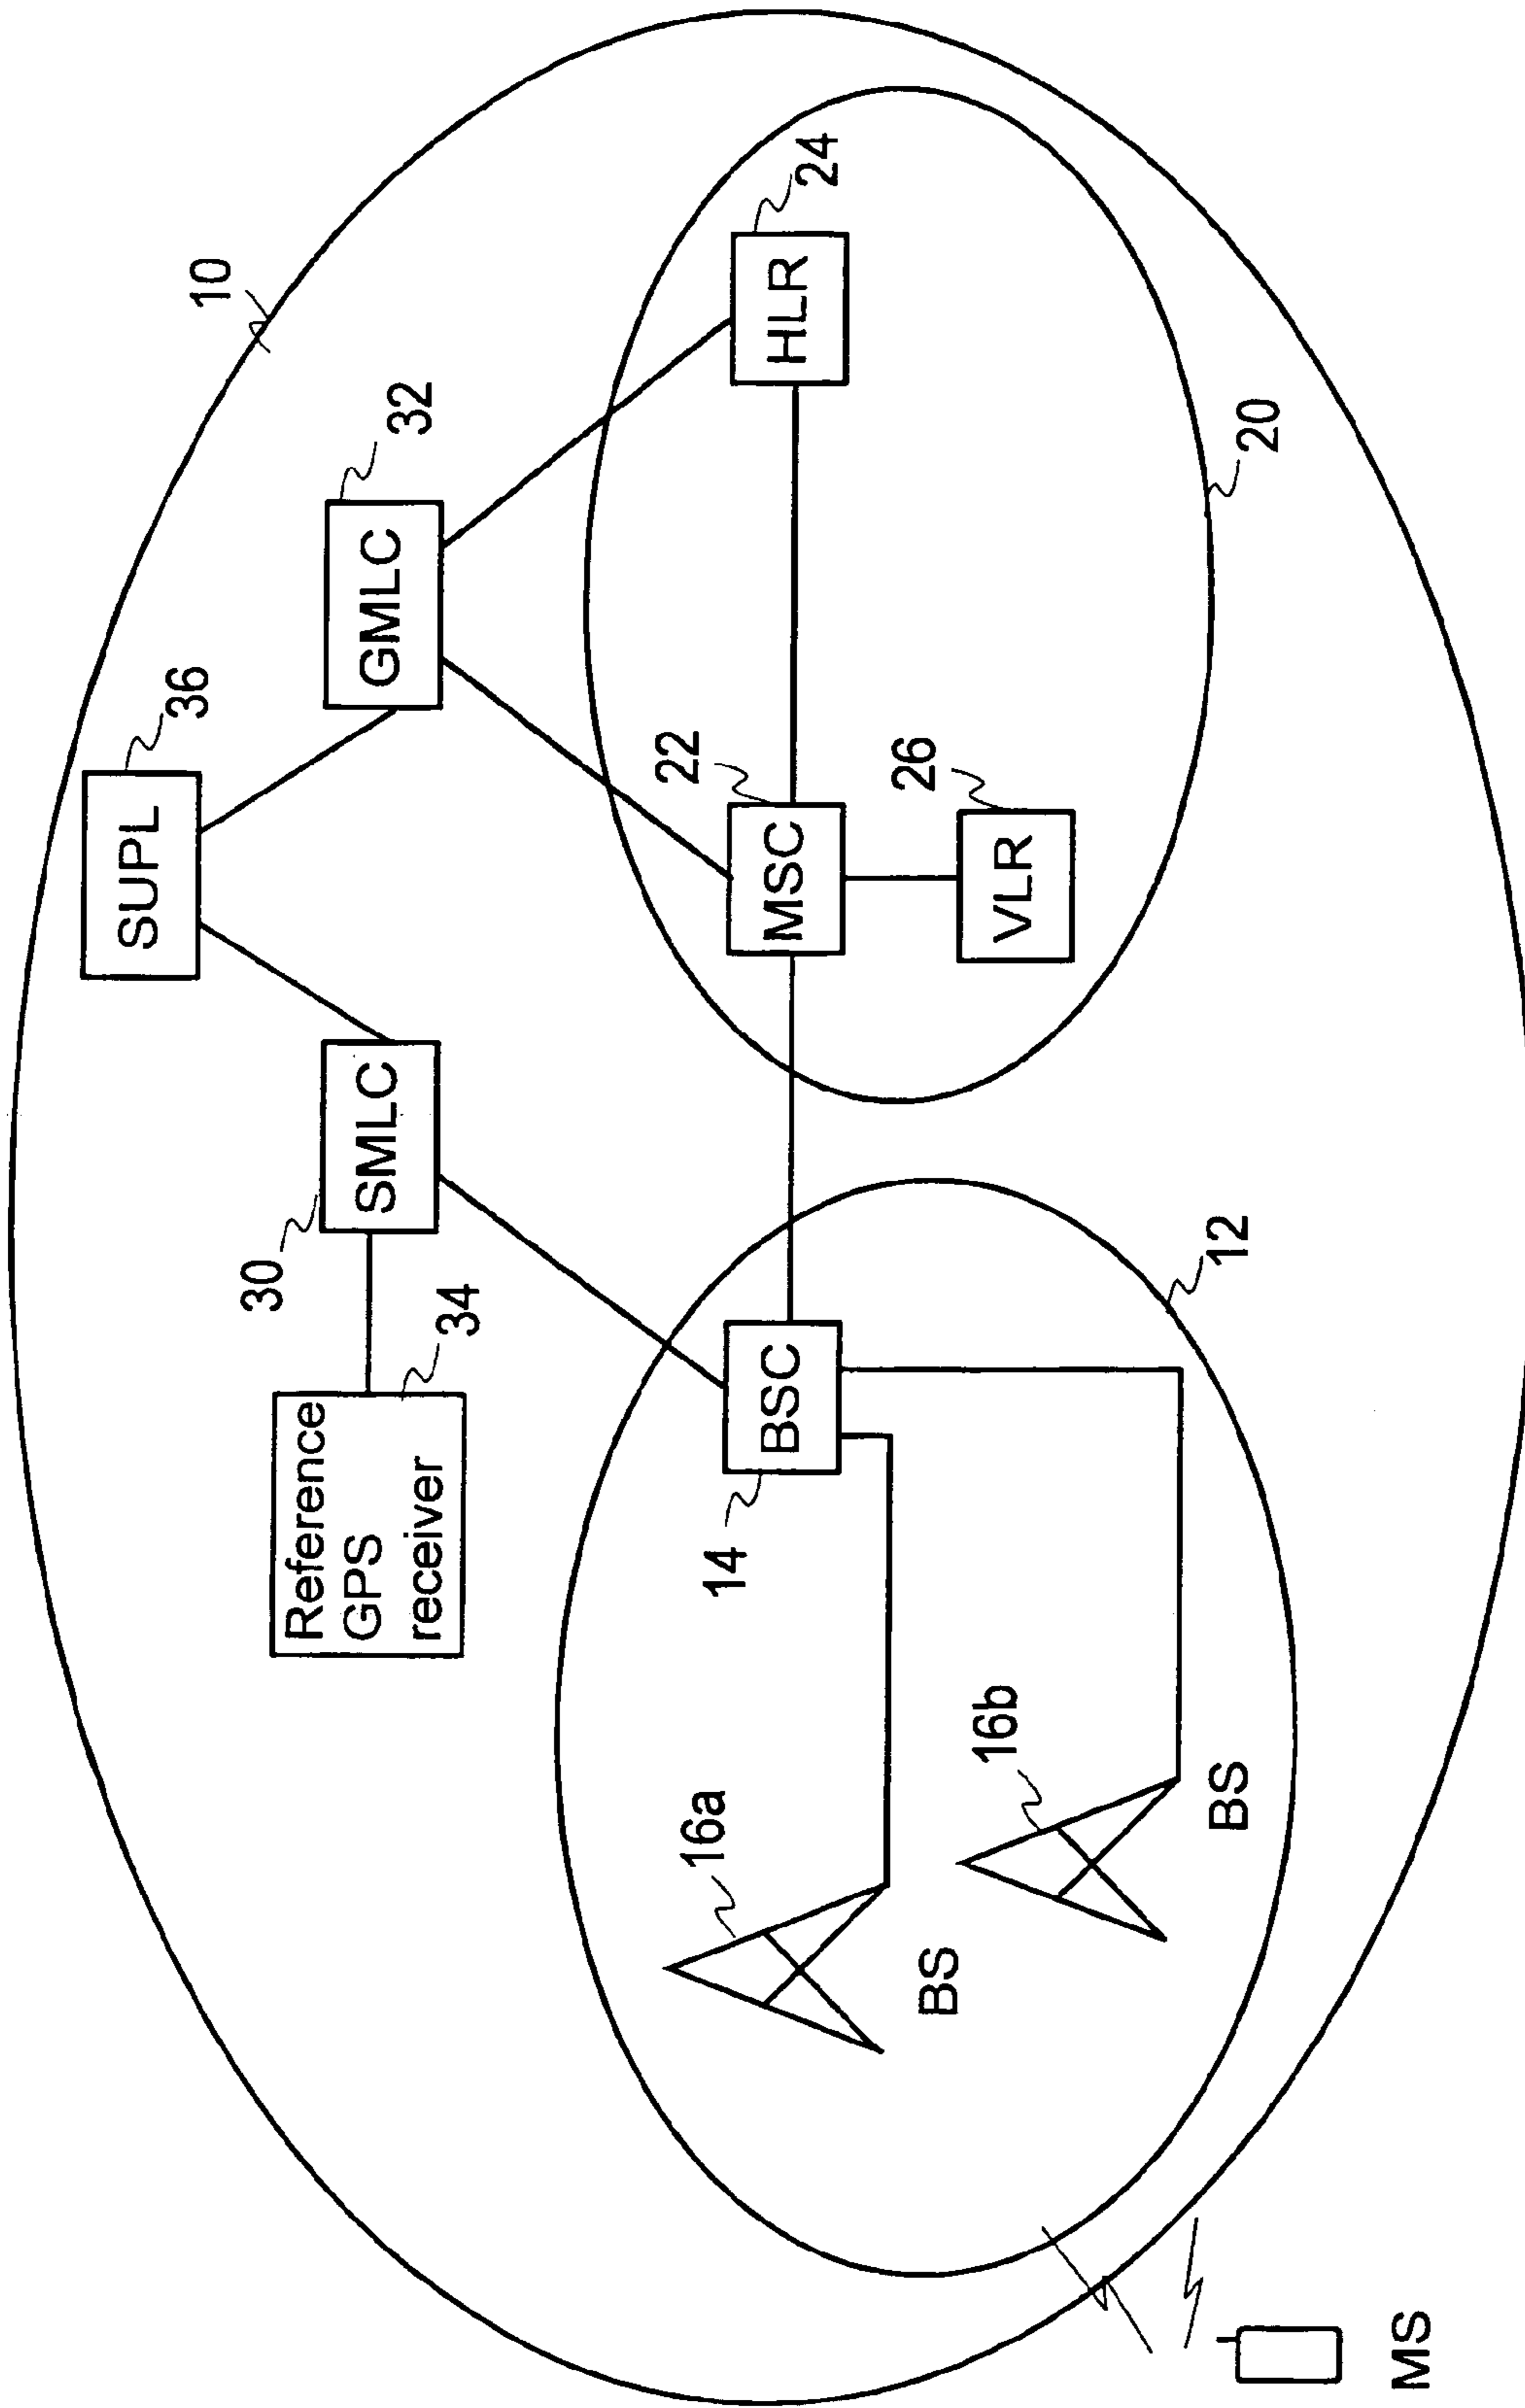 10
SUPL
36
GMLC
32
SMLC
30
Reference
GPS
receiver
34
HLR
24
MSC
22
VLR
26
20
BSC
14
12
16a
BS
16b
BS
MS